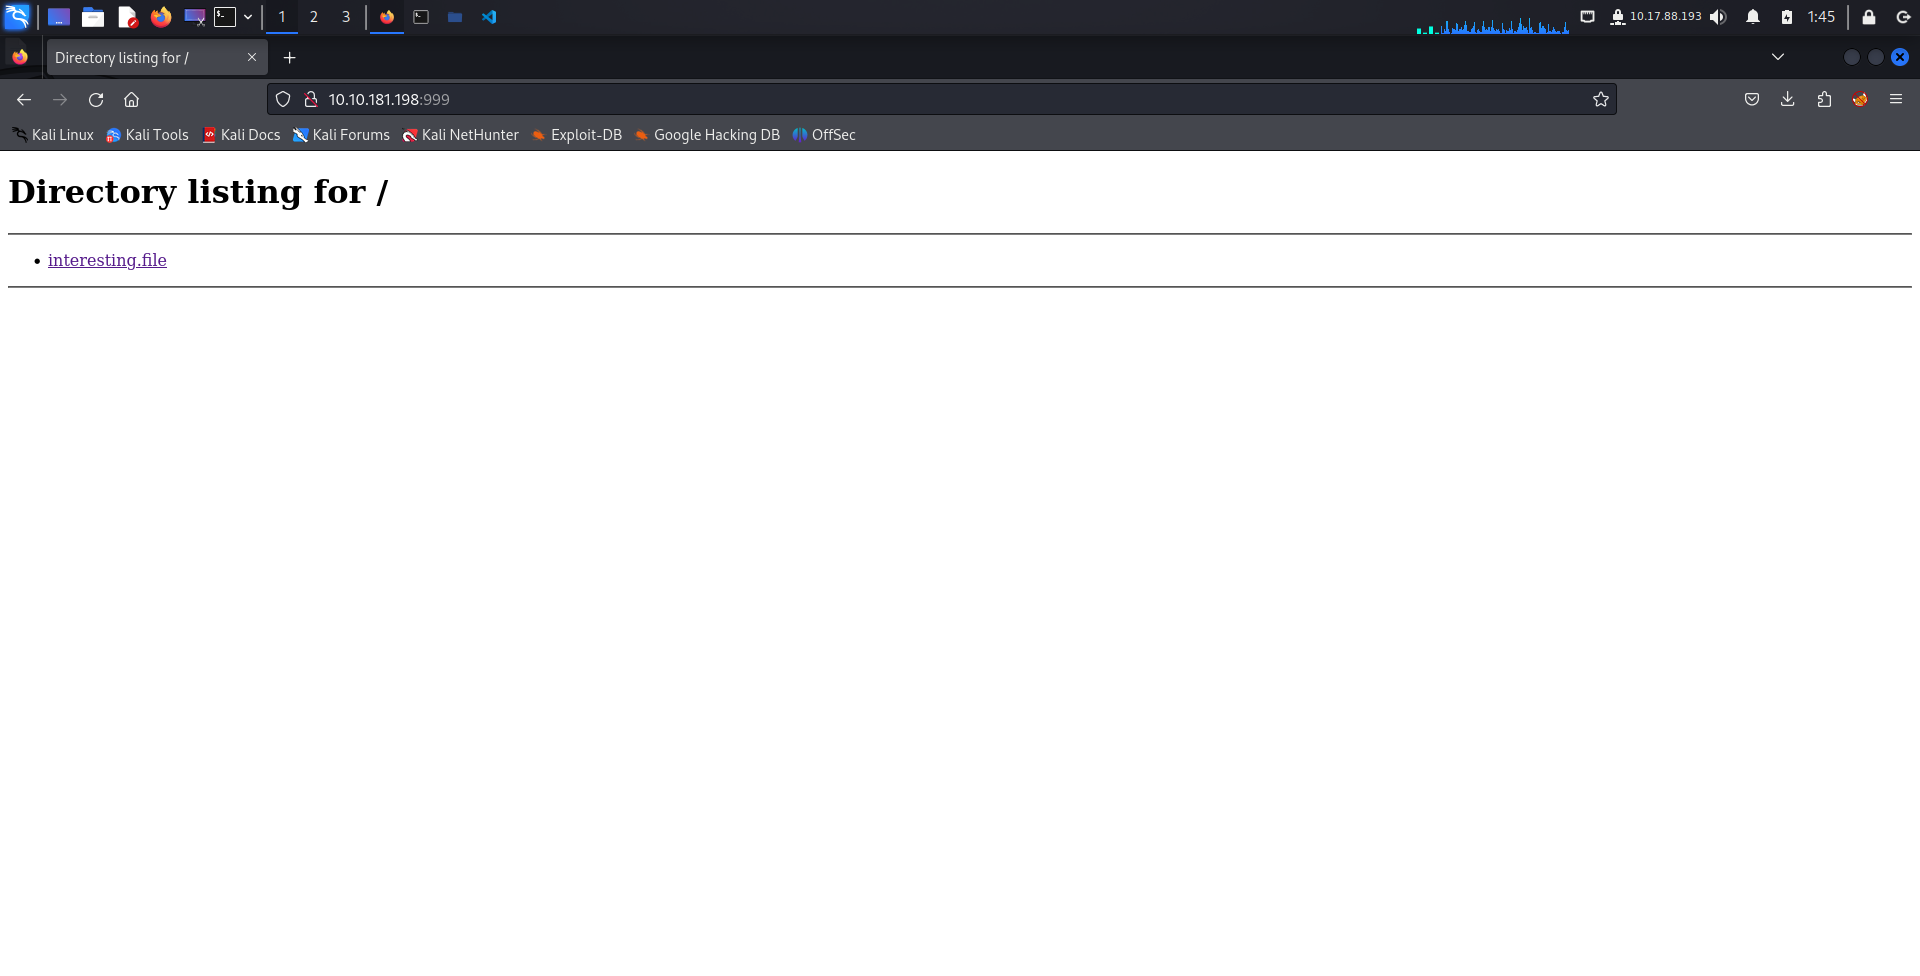 1 2 3 10.17.88.193 1:45
Directory listing for /
10.10.181.198:999
Kali Linux Kali Tools Kali Docs Kali Forums Kali NetHunter Exploit-DB Google Hacking DB OffSec
Directory listing for /
interesting.file